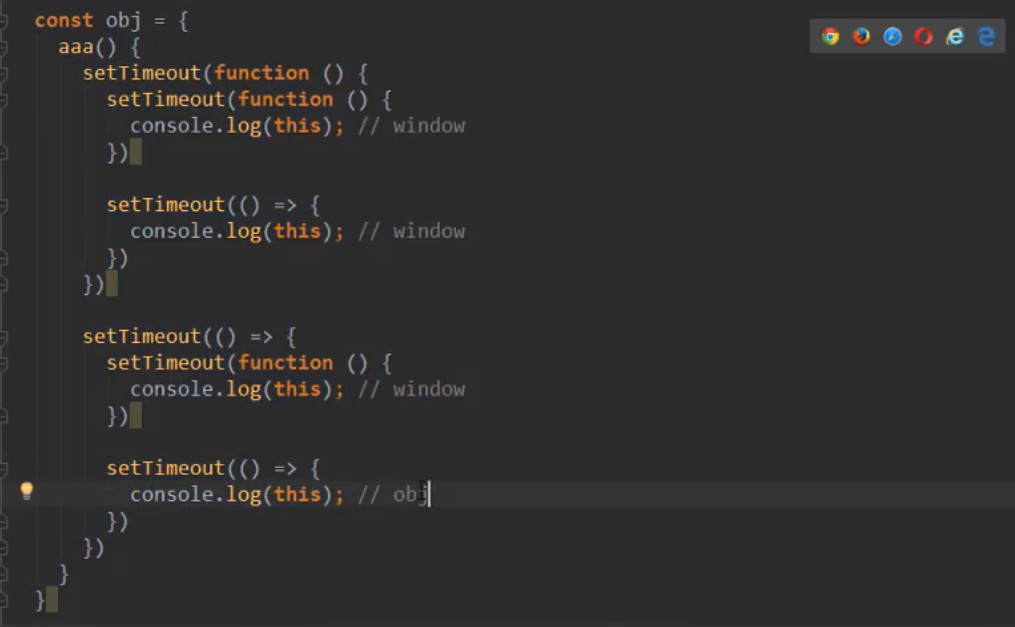 const obj = {
  aaa() {
    setTimeout(function () {
      setTimeout(function () {
        console.log(this); // window
      })

      setTimeout(() => {
        console.log(this); // window
      })
    })

    setTimeout(() => {
      setTimeout(function () {
        console.log(this); // window
      })

      setTimeout(() => {
        console.log(this); // obj
      })
    })
  }
}